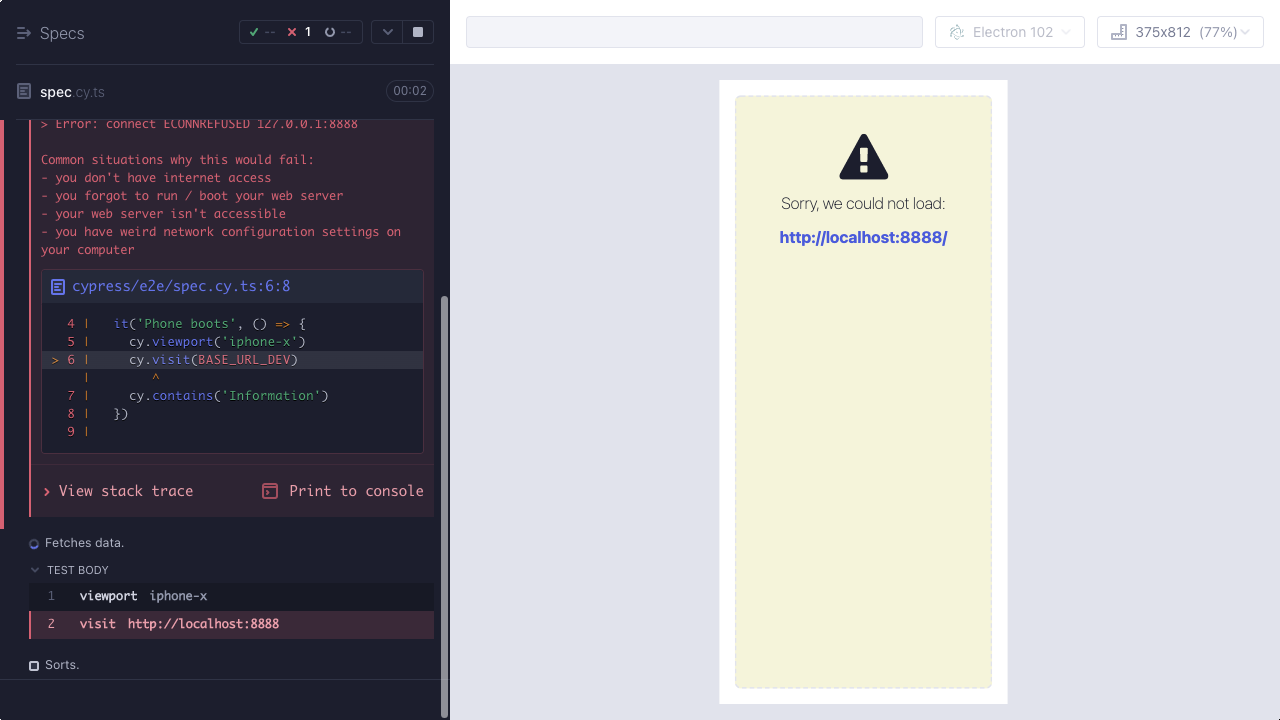 Specs
-- 1 --
spec.cy.ts
00:02
> Error: connect ECONNREFUSED 127.0.0.1:8888
Common situations why this would fail:
- you don't have internet access
- you forgot to run / boot your web server
- your web server isn't accessible
- you have weird network configuration settings on
your computer
cypress/e2e/spec.cy.ts:6:8
4 | it('Phone boots', () => {
5 | cy.viewport('iphone-x')
> 6 | cy.visit(BASE_URL_DEV)
| ^
7 | cy.contains('Information')
8 | })
9 |
View stack trace
Print to console
Fetches data.
TEST BODY
1 viewport iphone-x
2 visit http://localhost:8888
Sorts.
Electron 102
375x812 (77%)
Sorry, we could not load:
http://localhost:8888/